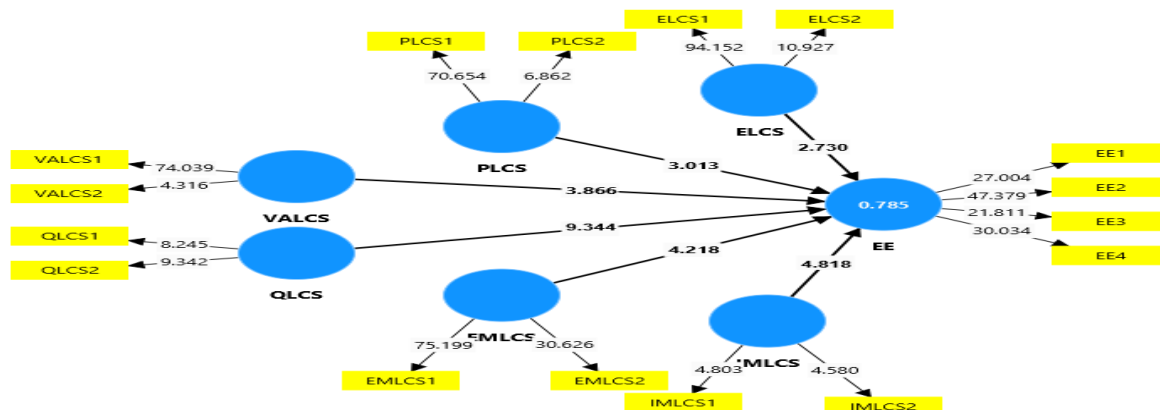 ELCS1
ELCS2
PLCS1
PLCS2
94.152
10.927
70.654
6.862
ELCS
2.730
PLCS
3.013
VALCS1
74.039
VALCS2
4.316
VALCS
3.866
EE1
27.004
EE2
47.379
0.785
21.811
EE3
EE
30.034
EE4
QLCS1
8.245
QLCS2
9.342
QLCS
9.344
4.218
4.818
EMLCS
75.199
30.626
EMLCS1
EMLCS2
IMLCS
4.803
4.580
IMLCS1
IMLCS2